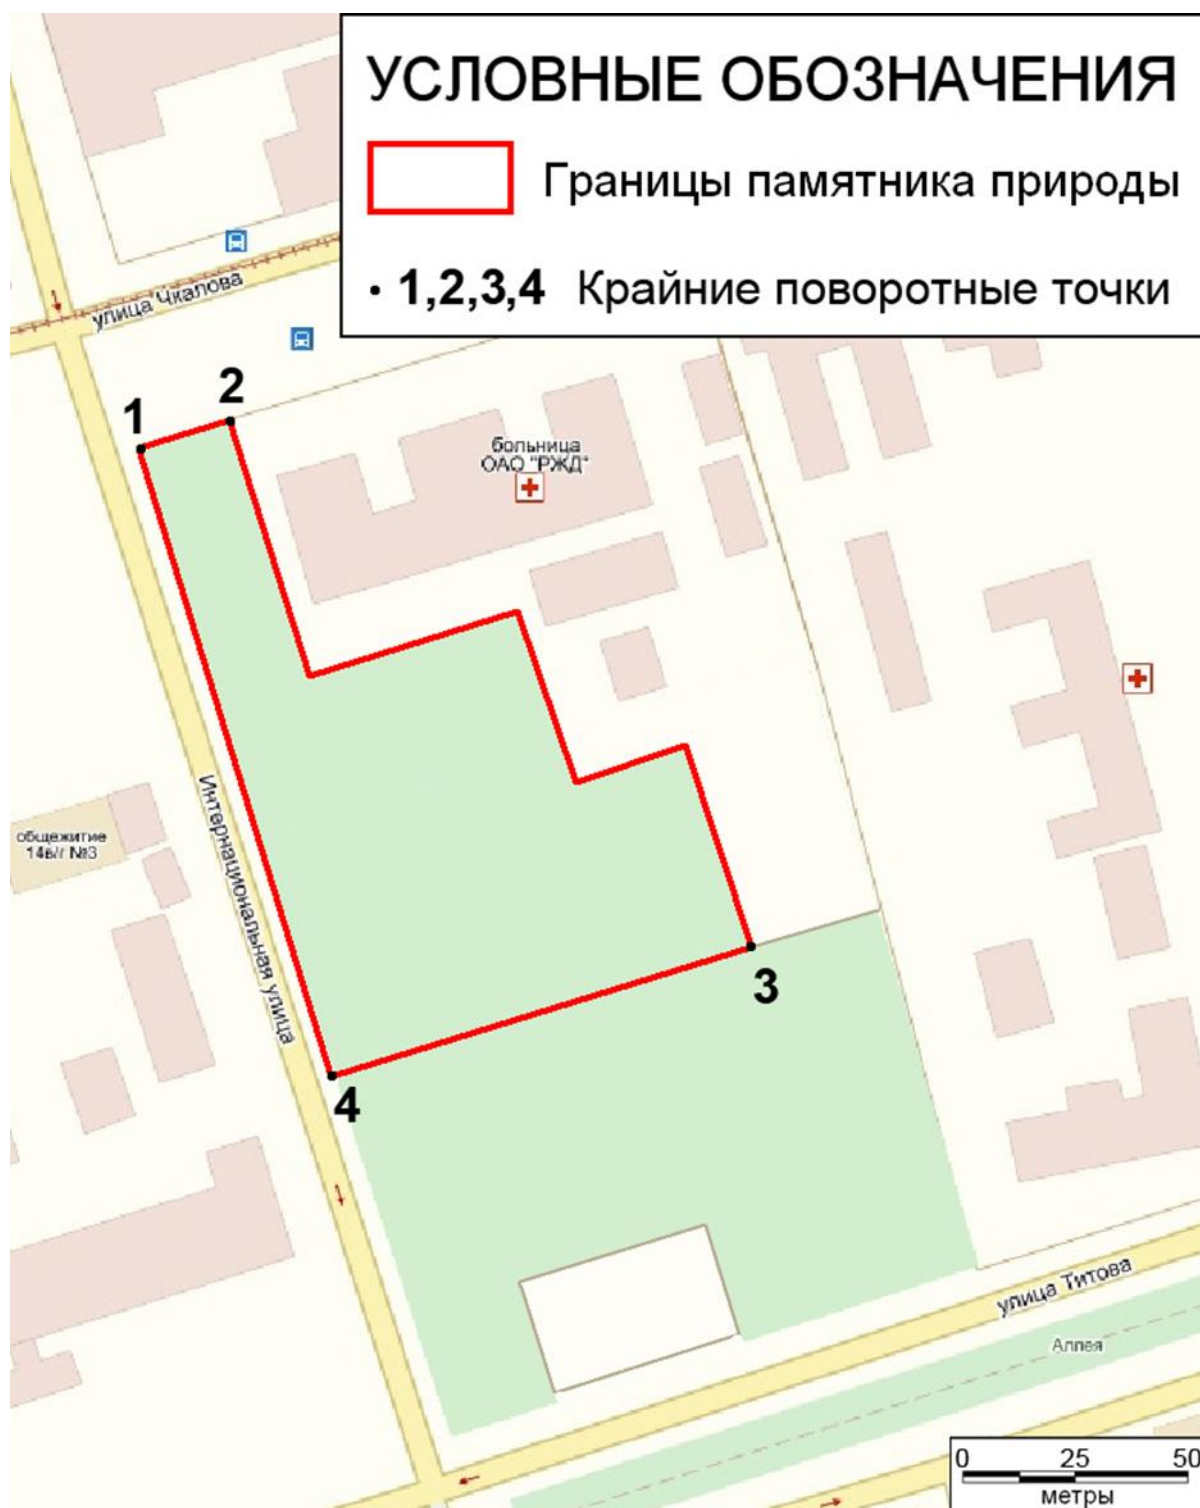 УСЛОВНЫЕ ОБОЗНАЧЕНИЯ
Границы памятника природы
• 1,2,3,4 Крайние поворотные точки
улица Чкалова
1
2
больница
ОАО "РЖД"
общежитие
14в/г №3
Интернациональная улица
3
4
улица Титова
Аллея
0 25 50
метры